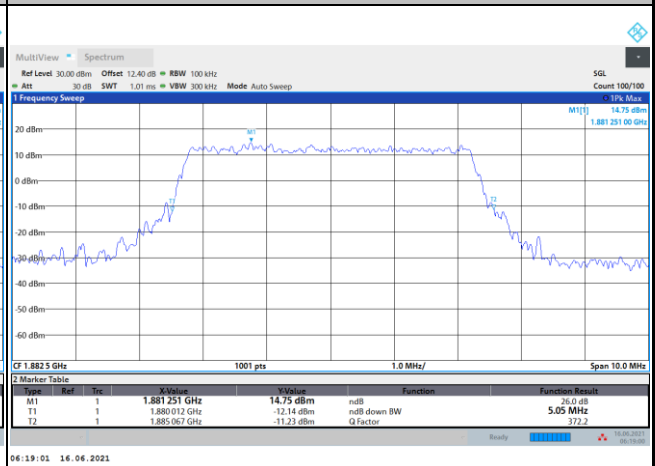 MultiView Spectrum
Ref Level 30.00 dBm Offset 12.40 dB RBW 100 kHz SGL
Att 30 dB SWT 1.01 ms VBW 300 kHz Mode Auto Sweep Count 100/100
1 Frequency Sweep 1Pk Max
M1[1] 14.75 dBm
1.881 251 00 GHz
M1
20 dBm
10 dBm
0 dBm
T1 T2
-10 dBm
-20 dBm
-30 dBm
-40 dBm
-50 dBm
-60 dBm
CF 1.882 5 GHz 1001 pts 1.0 MHz/ Span 10.0 MHz
2 Marker Table
Type Ref Trc X-Value Y-Value Function Function Result
M1 1 1.881 251 GHz 14.75 dBm ndB 26.0 dB
T1 1 1.880 012 GHz -12.14 dBm ndB down BW 5.05 MHz
T2 1 1.885 067 GHz -11.23 dBm Q Factor 372.2
Ready 16.06.2021
06:19:00
06:19:01 16.06.2021